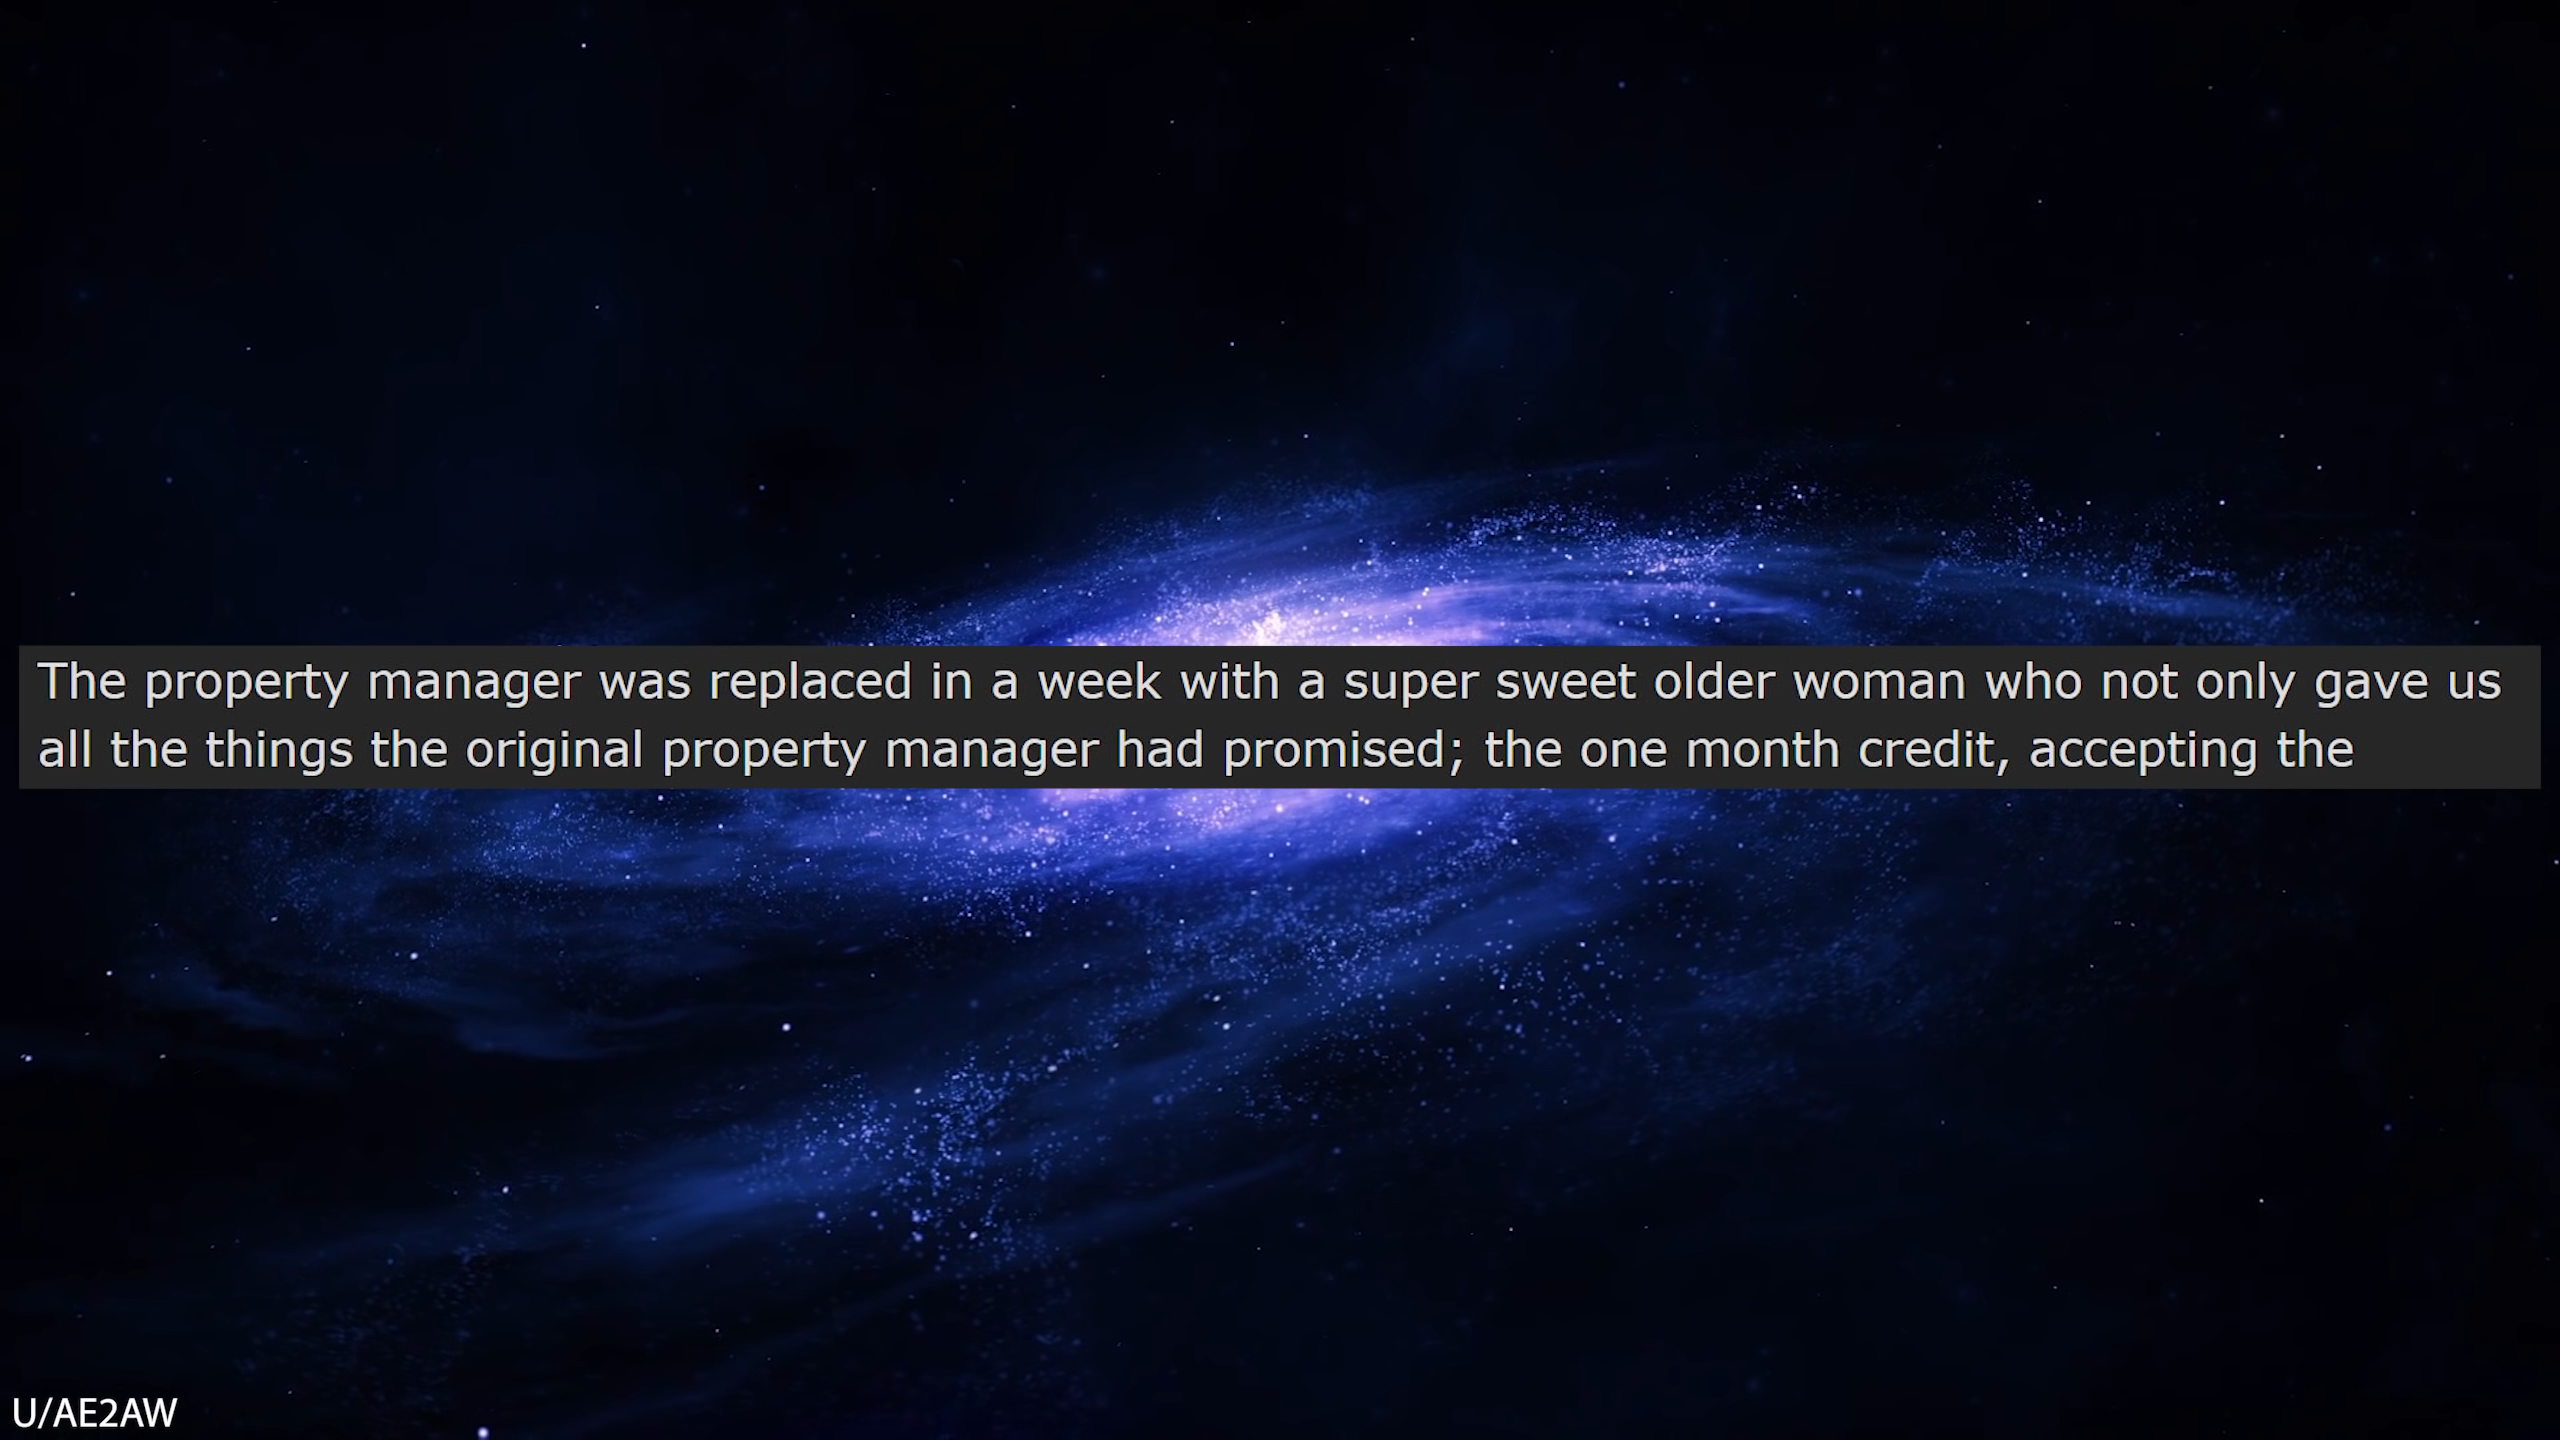 The property manager was replaced in a week with a super sweet older woman who not only gave us
all the things the original property manager had promised; the one month credit, accepting the
U/AE2AW